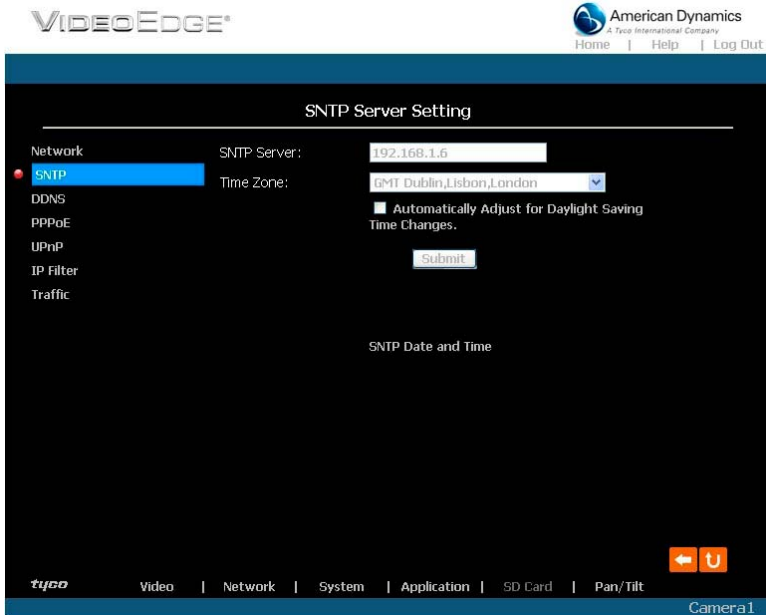 VIDEOEDGE®
American Dynamics
A Tyco International Company
Home | Help | Log Out
SNTP Server Setting
Network
SNTP Server:
192.168.1.6
SNTP
Time Zone:
GMT Dublin,Lisbon,London
DDNS
Automatically Adjust for Daylight Saving
Time Changes.
PPPoE
UPnP
Submit
IP Filter
Traffic
SNTP Date and Time
tyco
Video | Network | System | Application | SD Card | Pan/Tilt
Camera1